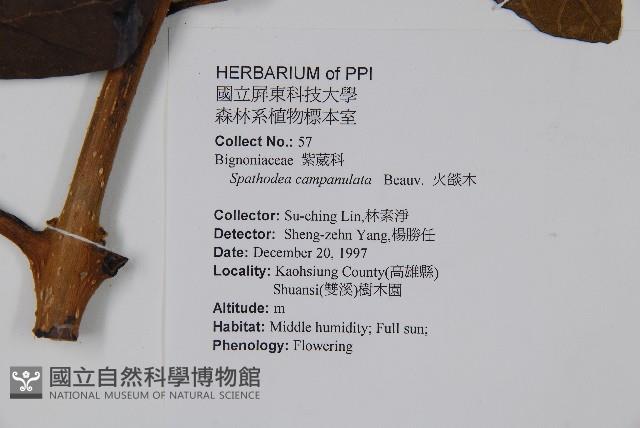 HERBARIUM of PPI
國立屏東科技大學
森林系植物標本室
Collect No.: 57
Bignoniaceae 紫葳科
Spathodea campanulata Beauv. 火燄木
Collector: Su-ching Lin,林素淨
Detector: Sheng-zehn Yang,楊勝任
Date: December 20, 1997
Locality: Kaohsiung County(高雄縣)
Shuansi(雙溪)樹木園
Altitude: m
Habitat: Middle humidity; Full sun;
Phenology: Flowering
國立自然科學博物館
NATIONAL MUSEUM OF NATURAL SCIENCE